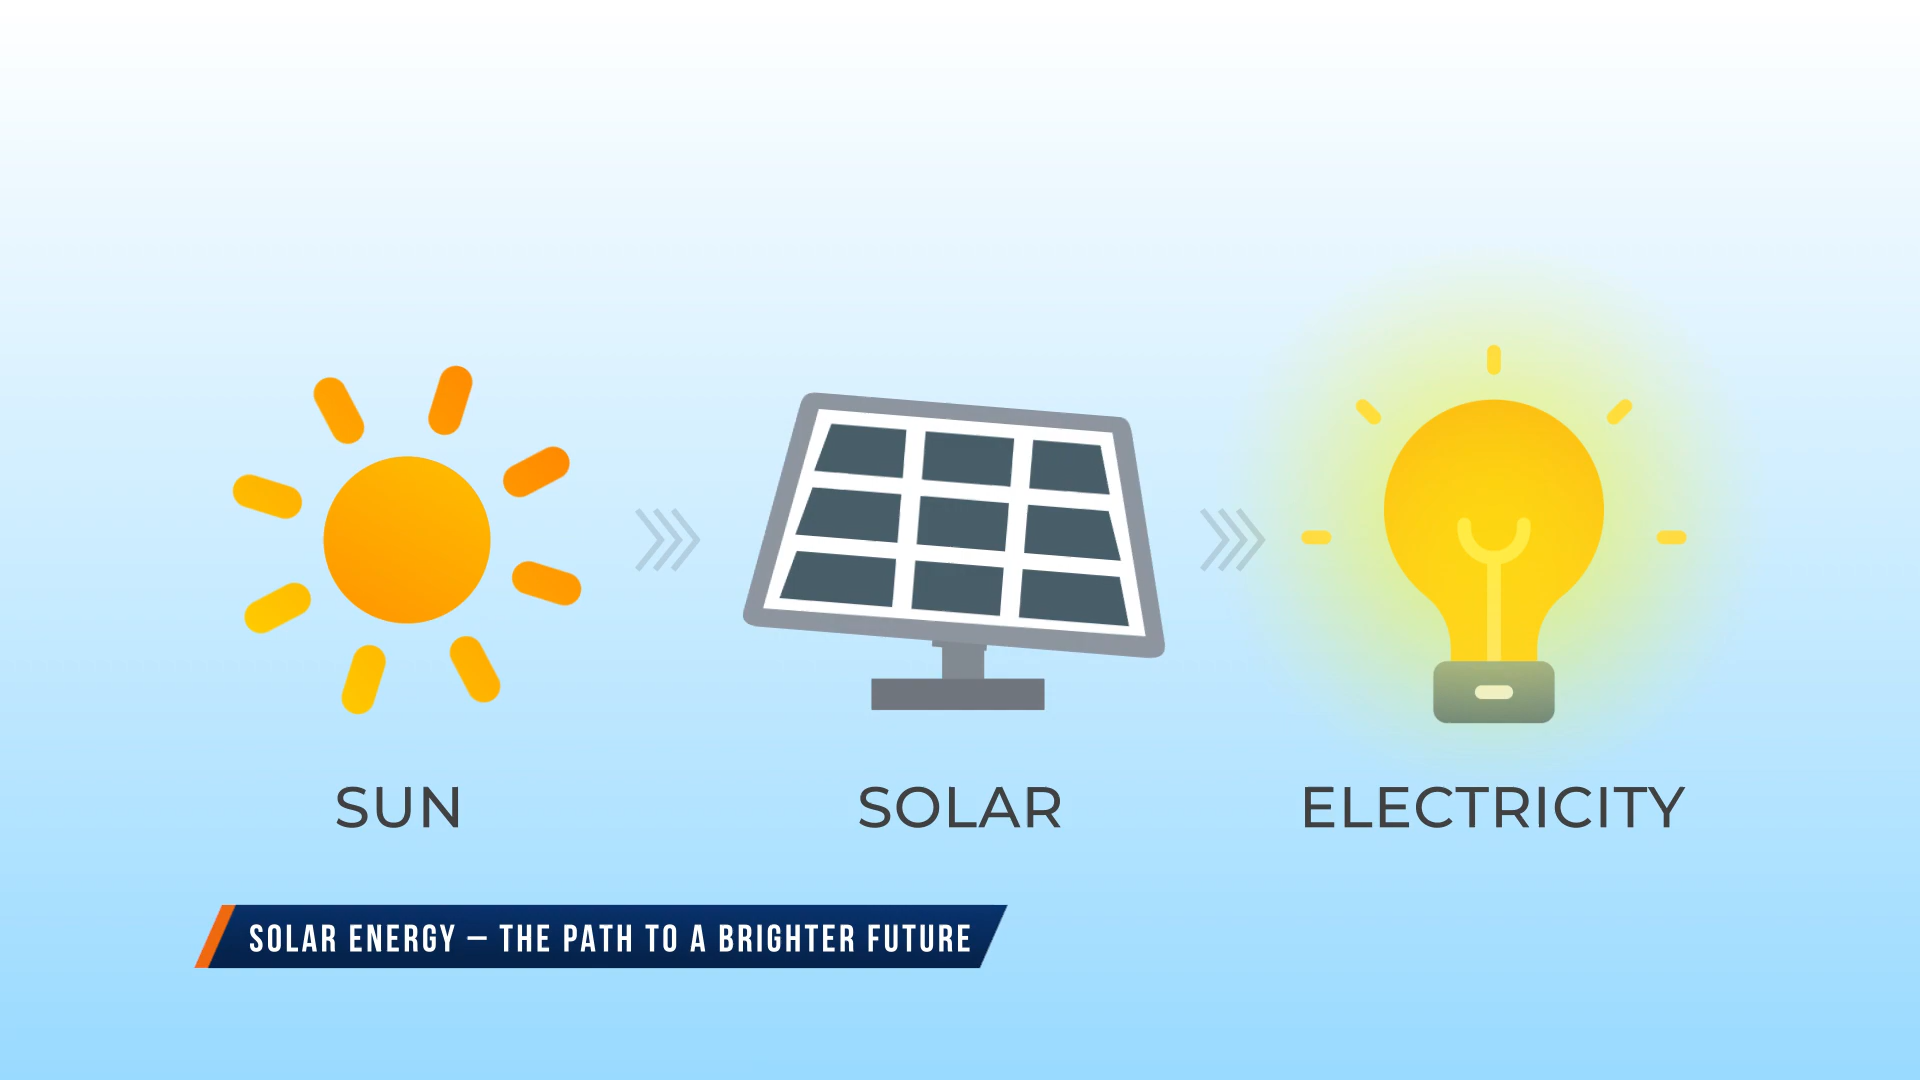 SUN
SOLAR
ELECTRICITY
SOLAR ENERGY – THE PATH TO A BRIGHTER FUTURE